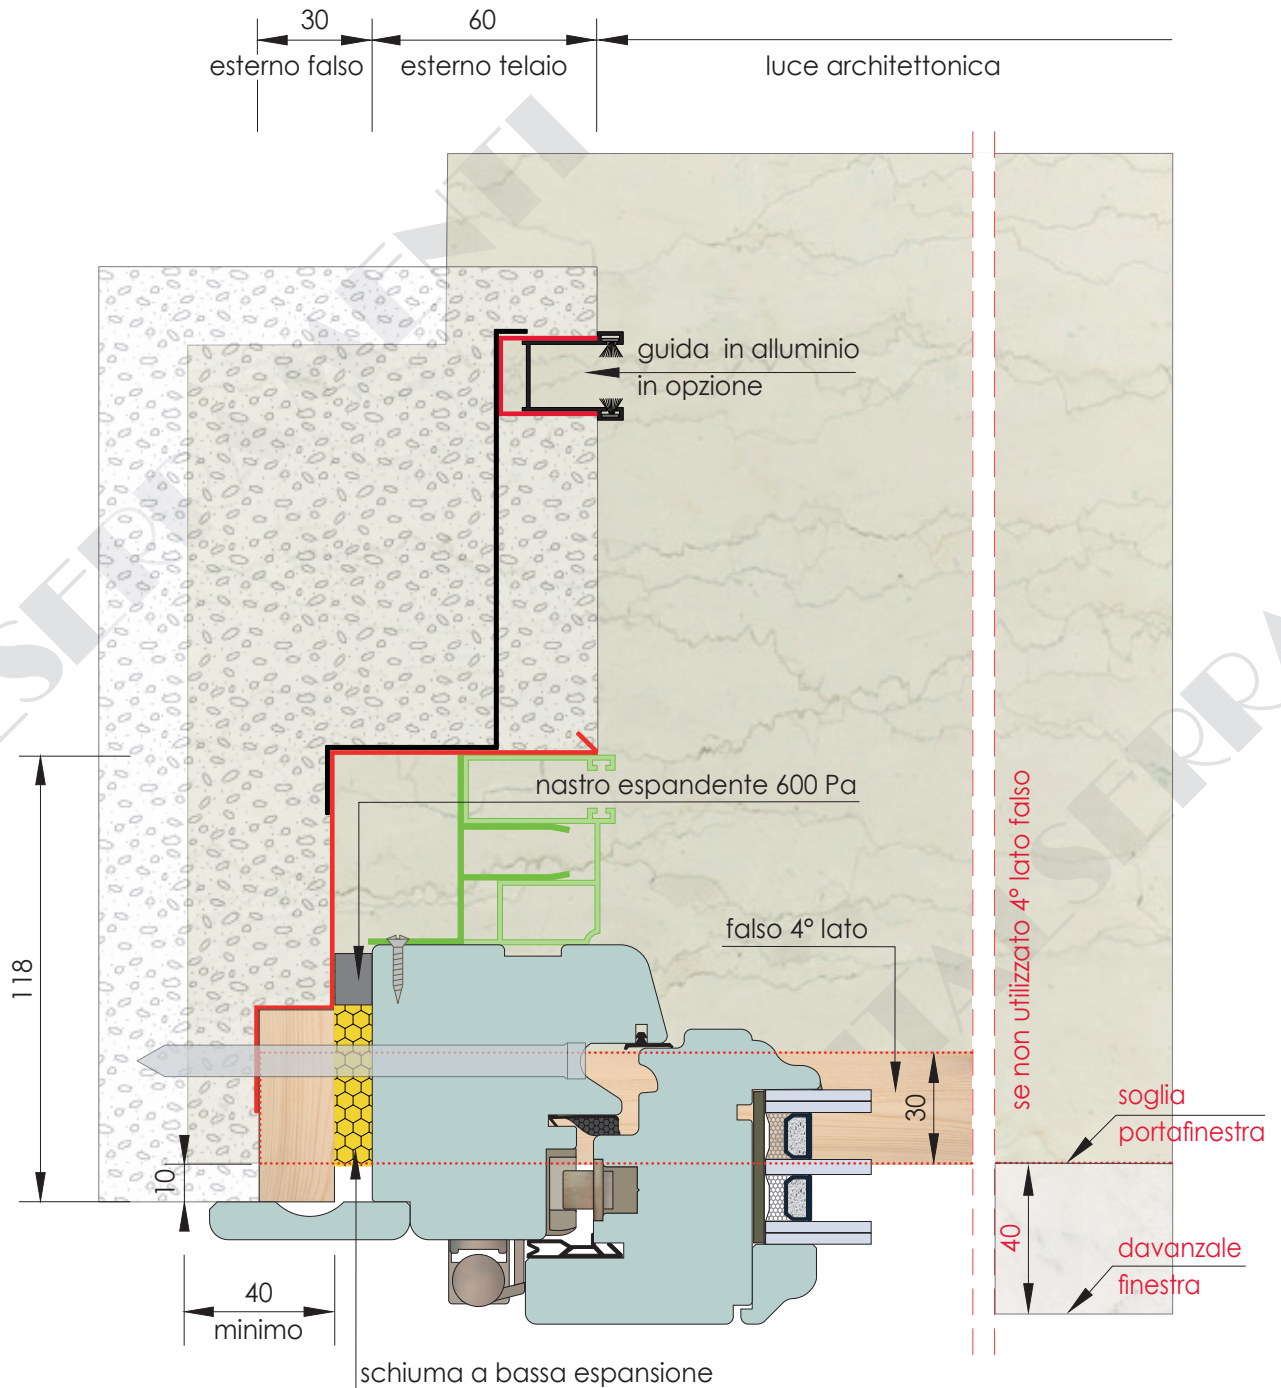 30
60
esterno falso
esterno telaio
luce architettonica
guida in alluminio
in opzione
nastro espandente 600 Pa
falso 4° lato
118
30
se non utilizzato 4° lato falso
soglia
portafinestra
10
40
davanzale
finestra
40
minimo
schiuma a bassa espansione